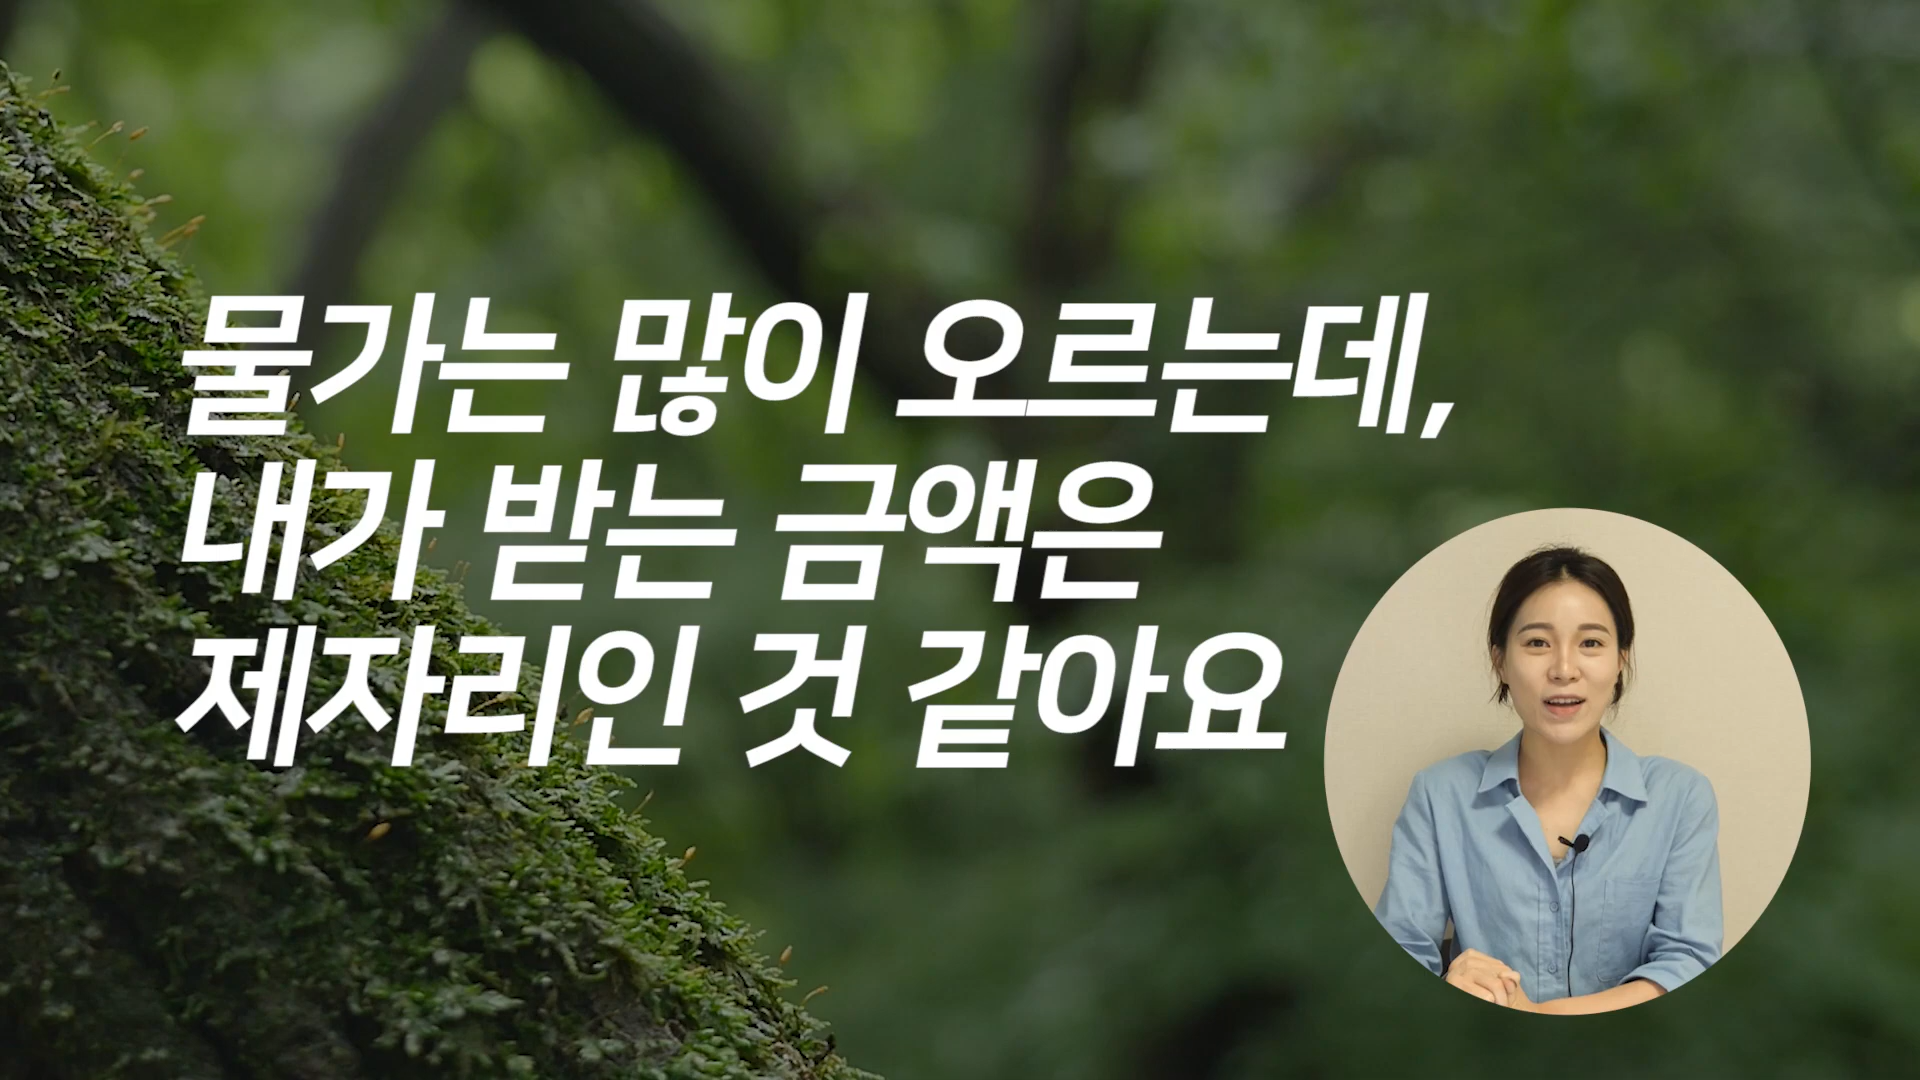 물가는 많이 오르는데,
내가 받는 금액은
제자리인 것 같아요